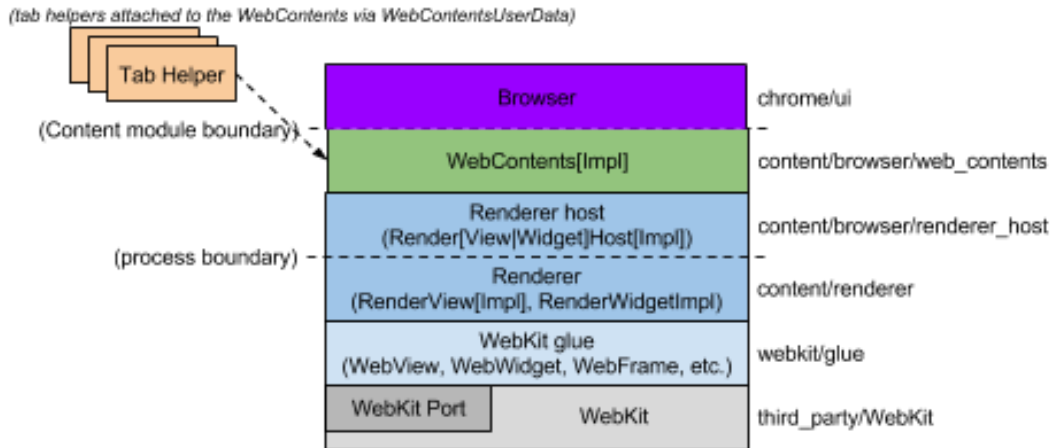 (tab helpers attached to the WebContents via WebContentsUserData)
Tab Helper
Browser
chrome/ui
(Content module boundary)
WebContents[Impl]
content/browser/web_contents
Renderer host
(Render[View|Widget]Host[Impl])
content/browser/renderer_host
(process boundary)
Renderer
(RenderView[Impl], RenderWidgetImpl)
content/renderer
WebKit glue
(WebView, WebWidget, WebFrame, etc.)
webkit/glue
WebKit Port
WebKit
third_party/WebKit